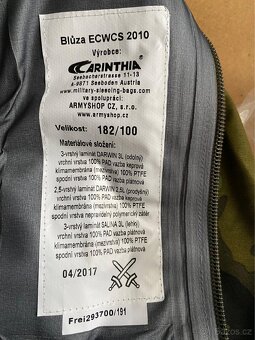 Blůza ECWCS 2010
Výrobce:
CARINTHIA
Seebacherstrasse 11-13
A-9871 Seeboden Austria
www.military-sleeping-bags.com
ve spolupráci:
ARMYSHOP CZ, s.r.o.
www.armyshop.cz
Velikost: 182/100
Materiálové složení:
3-vrstvý laminát DARWIN 3L (odolný)
vrchní vrstva 100% PAD vazba keprová
klimamembrána (mezivrstva) 100% PTFE
spodní vrstva 100% PAD vazba plátnová
2,5-vrstvý laminát DARWIN 2,5L (prodyšný)
vrchní vrstva 100% PAD vazba keprová
klimamembrána (mezivrstva) 100% PTFE
spodní vrstva nepravidelný polymerický zátěr
3-vrstvý laminát SALINA 3L (lehký)
vrchní vrstva 100% PAD vazba plátnová
klimamembrána (mezivrstva) 100% PTFE
spodní vrstva 100% PAD vazba plátnová
04/2017
Frei293700/191